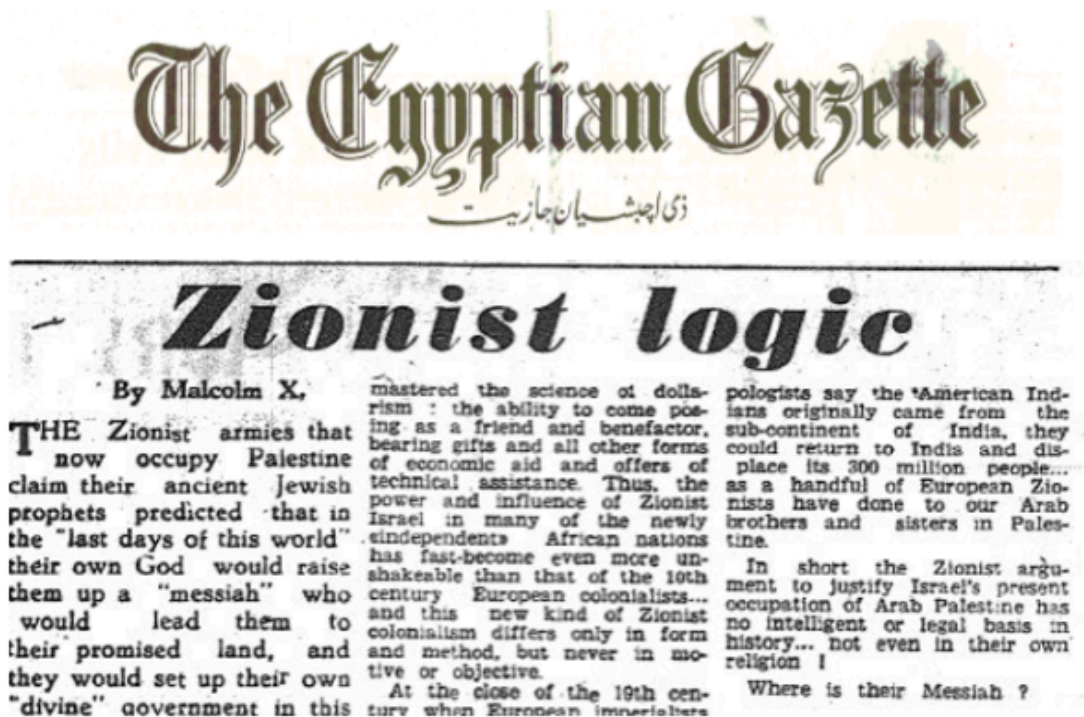 The Egyptian Gazette
ذى اجبشيان جازيت
Zionist logic
By Malcolm X.
THE Zionist armies that
now occupy Palestine
claim their ancient Jewish
prophets predicted that in
the "last days of this world"
their own God would raise
them up a "messiah" who
would lead them to
their promised land, and
they would set up their own
"divine" government in this
mastered the science of dolla-
rism : the ability to come pos-
ing as a friend and benefactor,
bearing gifts and all other forms
of economic aid and offers of
technical assistance. Thus, the
power and influence of Zionist
Israel in many of the newly
«independent» African nations
has fast-become even more un-
shakeable than that of the 18th
century European colonialists...
and this new kind of Zionist
colonialism differs only in form
and method, but never in mo-
tive or objective.
At the close of the 19th cen-
tury when European imperialists
pologists say the American Ind-
ians originally came from the
sub-continent of India, they
could return to India and dis-
place its 300 million people...
as a handful of European Zio-
nists have done to our Arab
brothers and sisters in Pales-
tine.
In short the Zionist argu-
ment to justify Israel's present
occupation of Arab Palestine has
no intelligent or legal basis in
history... not even in their own
religion !
Where is their Messiah ?